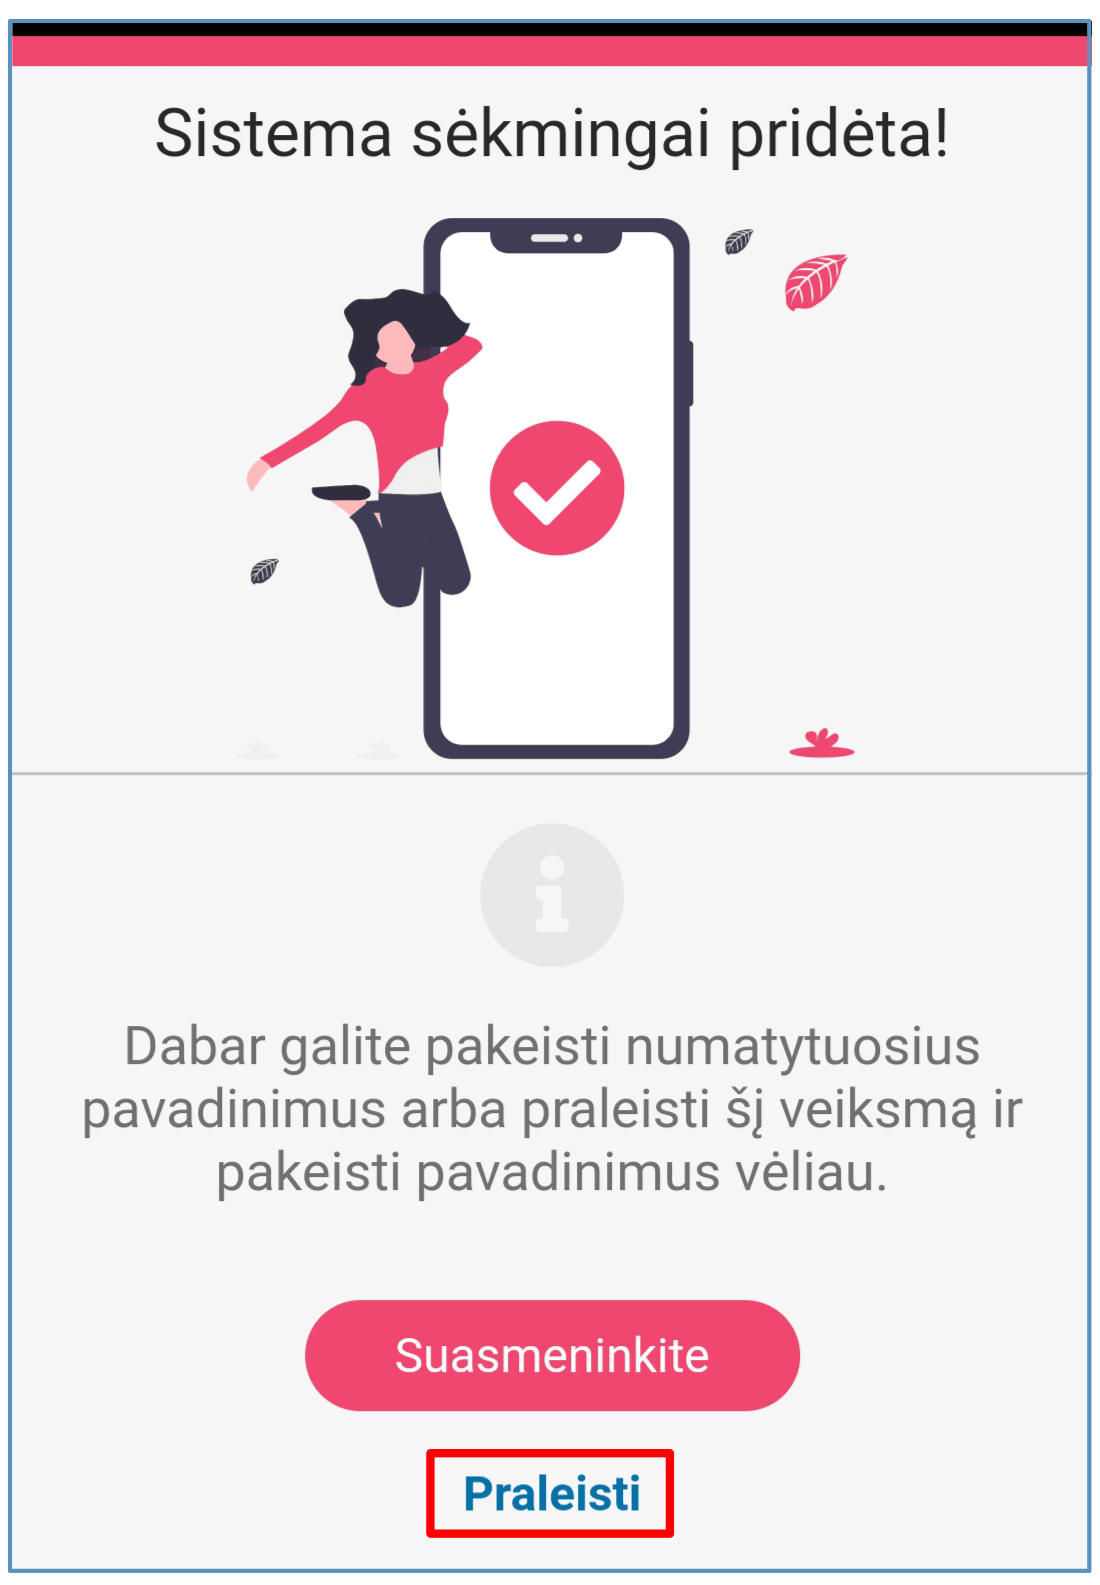 Sistema sėkmingai pridėta!
Dabar galite pakeisti numatytuosius
pavadinimus arba praleisti šį veiksmą ir
pakeisti pavadinimus vėliau.
Suasmeninkite
Praleisti